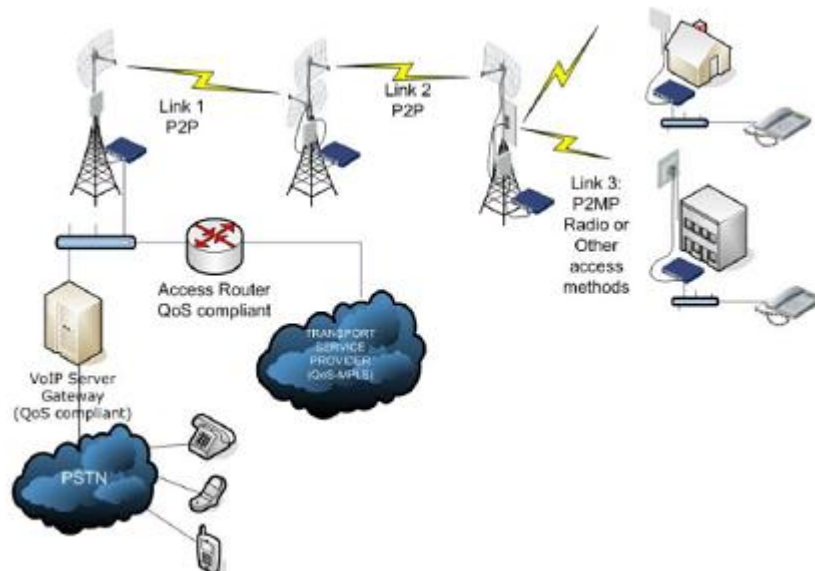 Link 1
P2P
Link 2
P2P
Link 3:
P2MP
Radio or
Other
access
methods
Access Router
QoS compliant
TRANSPORT
SERVICE
PROVIDER
(QoS-MPLS)
VoIP Server
Gateway
(QoS compliant)
PSTN